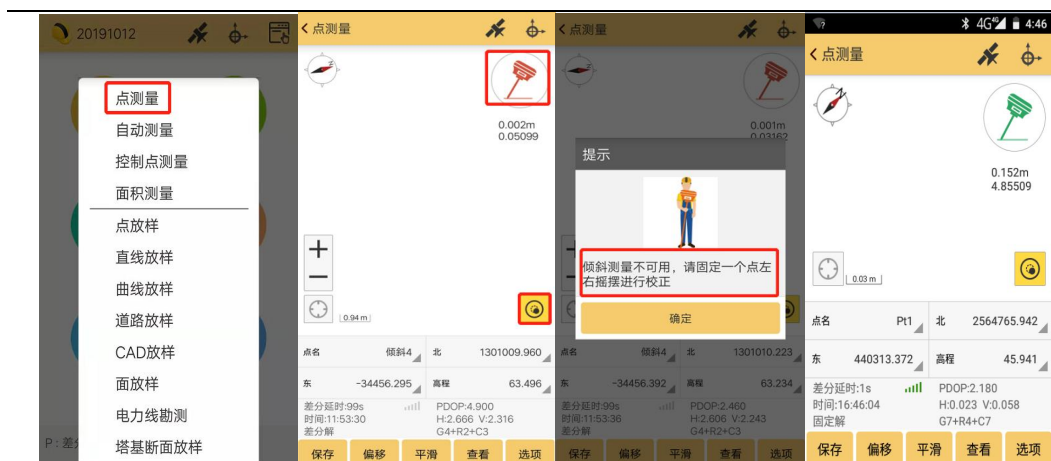 20191012
点测量
自动测量
控制点测量
面积测量
点放样
直线放样
曲线放样
道路放样
CAD放样
面放样
电力线勘测
塔基断面放样
P : 差分
点测量
0.002m
0.05099
0.94 m
点名 倾斜4 北 1301009.960
东 -34456.295 高程 63.496
差分延时:99s PDOP:4.900
时间:11:53:30 H:2.666 V:2.316
差分解 G4+R2+C3
保存 偏移 平滑 查看 选项
点测量
0.001m
0.03162
提示
倾斜测量不可用，请固定一个点左
右摇摆进行校正
确定
点名 倾斜4 北 1301010.223
东 -34456.392 高程 63.234
差分延时:99s PDOP:2.460
时间:11:53:36 H:2.606 V:2.243
差分解 G4+R2+C3
保存 偏移 平滑 查看 选项
4G 4:46
点测量
N
0.152m
4.85509
0.03 m
点名 Pt1 北 2564765.942
东 440313.372 高程 45.941
差分延时:1s PDOP:2.180
时间:16:46:04 H:0.023 V:0.058
固定解 G7+R4+C7
保存 偏移 平滑 查看 选项